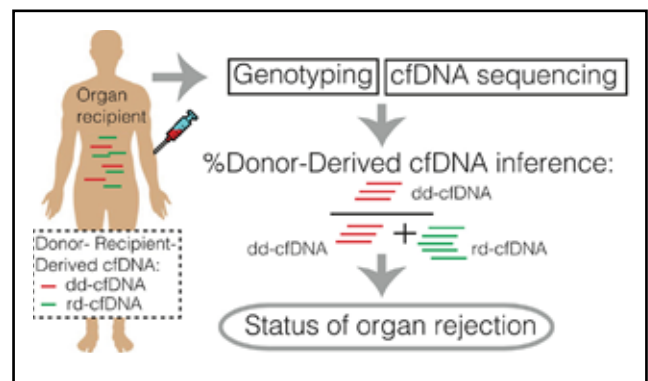 Organ
recipient
Genotyping
cfDNA sequencing
%Donor-Derived cfDNA inference:
dd-cfDNA
dd-cfDNA
+
rd-cfDNA
Donor- Recipient-
Derived cfDNA:
dd-cfDNA
rd-cfDNA
Status of organ rejection